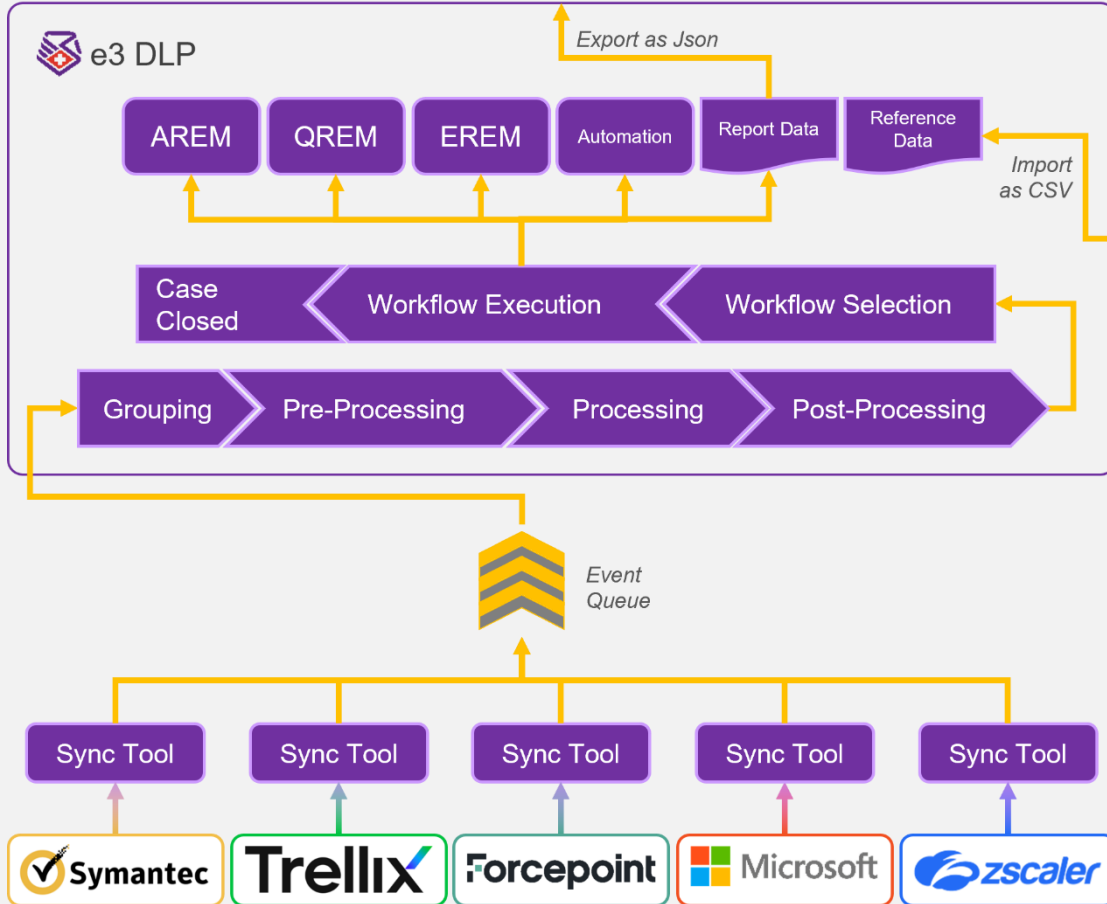 Export as Json
e3 DLP
AREM
QREM
EREM
Automation
Report Data
Reference
Data
Import
as CSV
Case
Closed
Workflow Execution
Workflow Selection
Grouping
Pre-Processing
Processing
Post-Processing
Event
Queue
Sync Tool
Sync Tool
Sync Tool
Sync Tool
Sync Tool
Symantec
Trellix
Forcepoint
Microsoft
zscaler